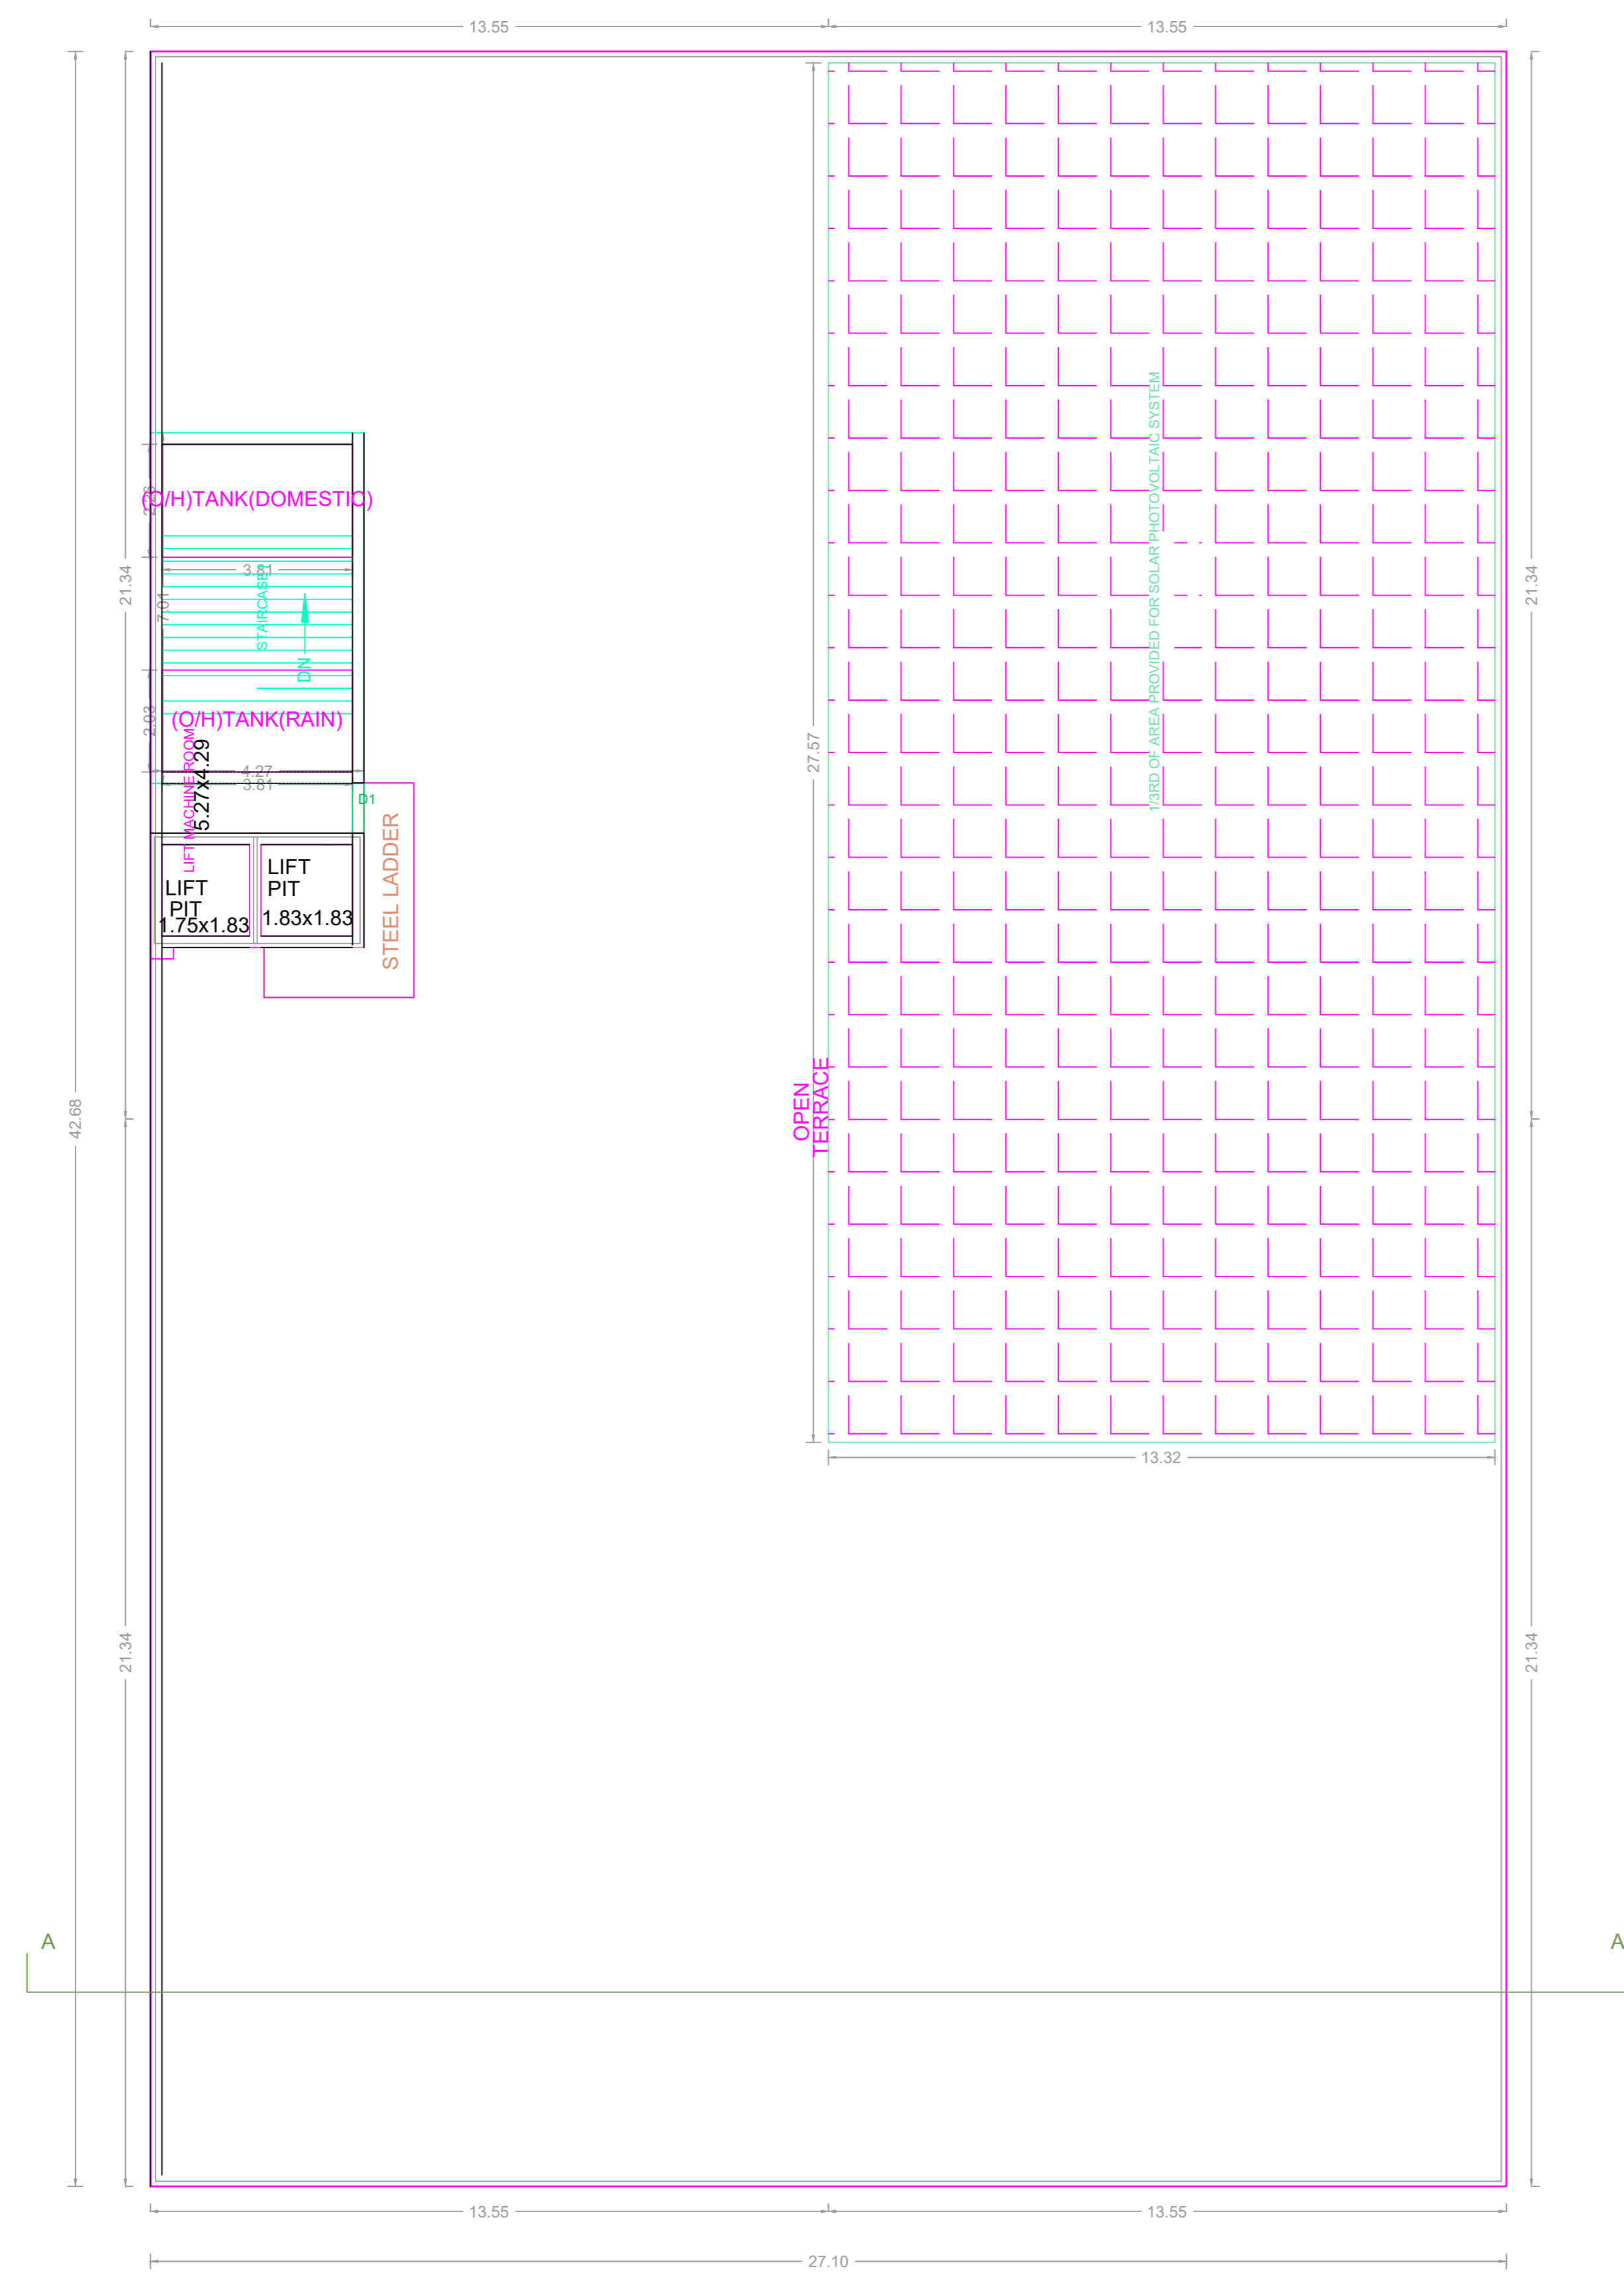 13.55
13.55
42.68
21.34
21.34
21.34
21.34
(O/H)TANK(DOMESTIC)
3.81
7.01
STAIRCASE
DN
2.03
(O/H)TANK(RAIN)
LIFT MACHINE ROOM
5.27x4.29
4.27
3.81
D1
LIFT
PIT
1.75x1.83
LIFT
PIT
1.83x1.83
STEEL LADDER
27.57
1/3RD OF AREA PROVIDED FOR SOLAR PHOTOVOLTAIC SYSTEM
OPEN
TERRACE
13.32
A
A
13.55
13.55
27.10